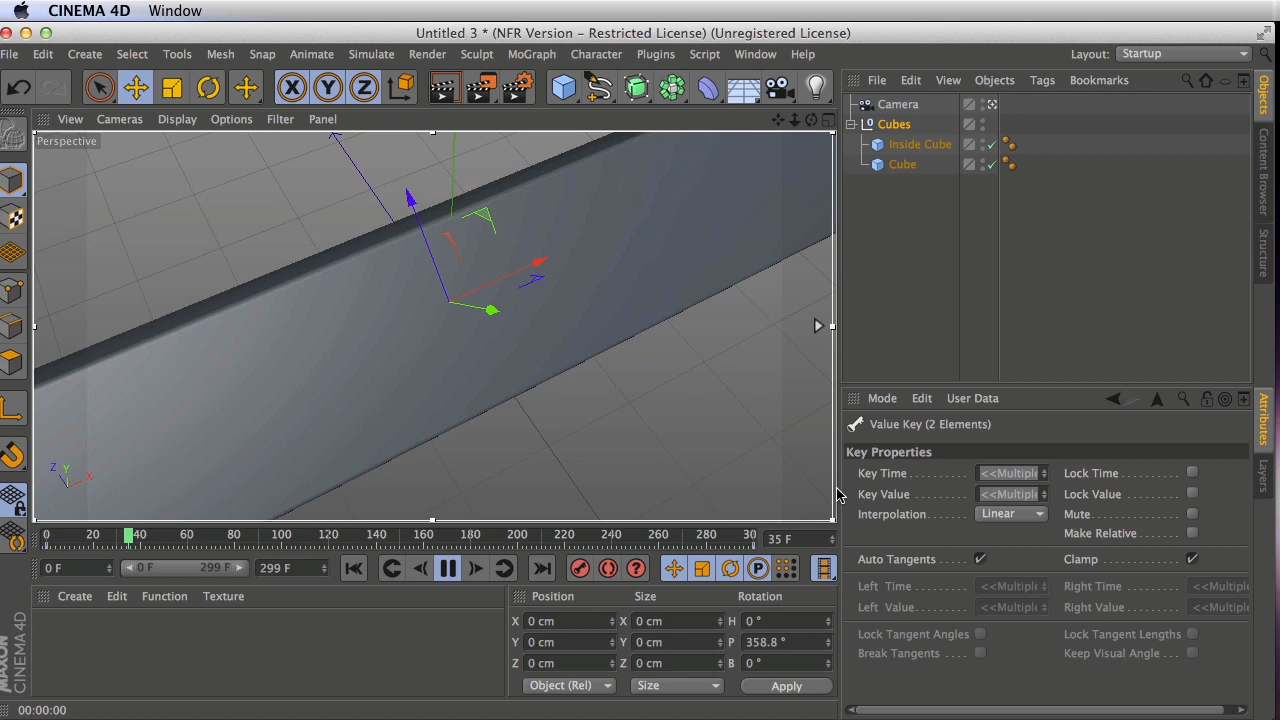 CINEMA 4D Window
Untitled 3 * (NFR Version – Restricted License) (Unregistered License)
File Edit Create Select Tools Mesh Snap Animate Simulate Render Sculpt MoGraph Character Plugins Script Window Help Layout: Startup
X Y Z
File Edit View Objects Tags Bookmarks
View Cameras Display Options Filter Panel
Perspective
Camera
Cubes
Inside Cube
Cube
Objects
Content Browser
Structure
Mode Edit User Data
Value Key (2 Elements)
Key Properties
Key Time <<Multipl Lock Time
Key Value <<Multipl Lock Value
Interpolation Linear Mute
Make Relative
Auto Tangents Clamp
Left Time <<Multiple Right Time <<Multiple
Left Value <<Multiple Right Value <<Multiple
Lock Tangent Angles Lock Tangent Lengths
Break Tangents Keep Visual Angle
Attributes
Layers
Z Y X
0 20 40 60 80 100 120 140 160 180 200 220 240 260 280 30 35 F
0 F 0 F 299 F 299 F
Create Edit Function Texture
Position Size Rotation
X 0 cm X 0 cm H 0 °
Y 0 cm Y 0 cm P 358.8 °
Z 0 cm Z 0 cm B 0 °
Object (Rel) Size Apply
MAXON CINEMA 4D
00:00:00